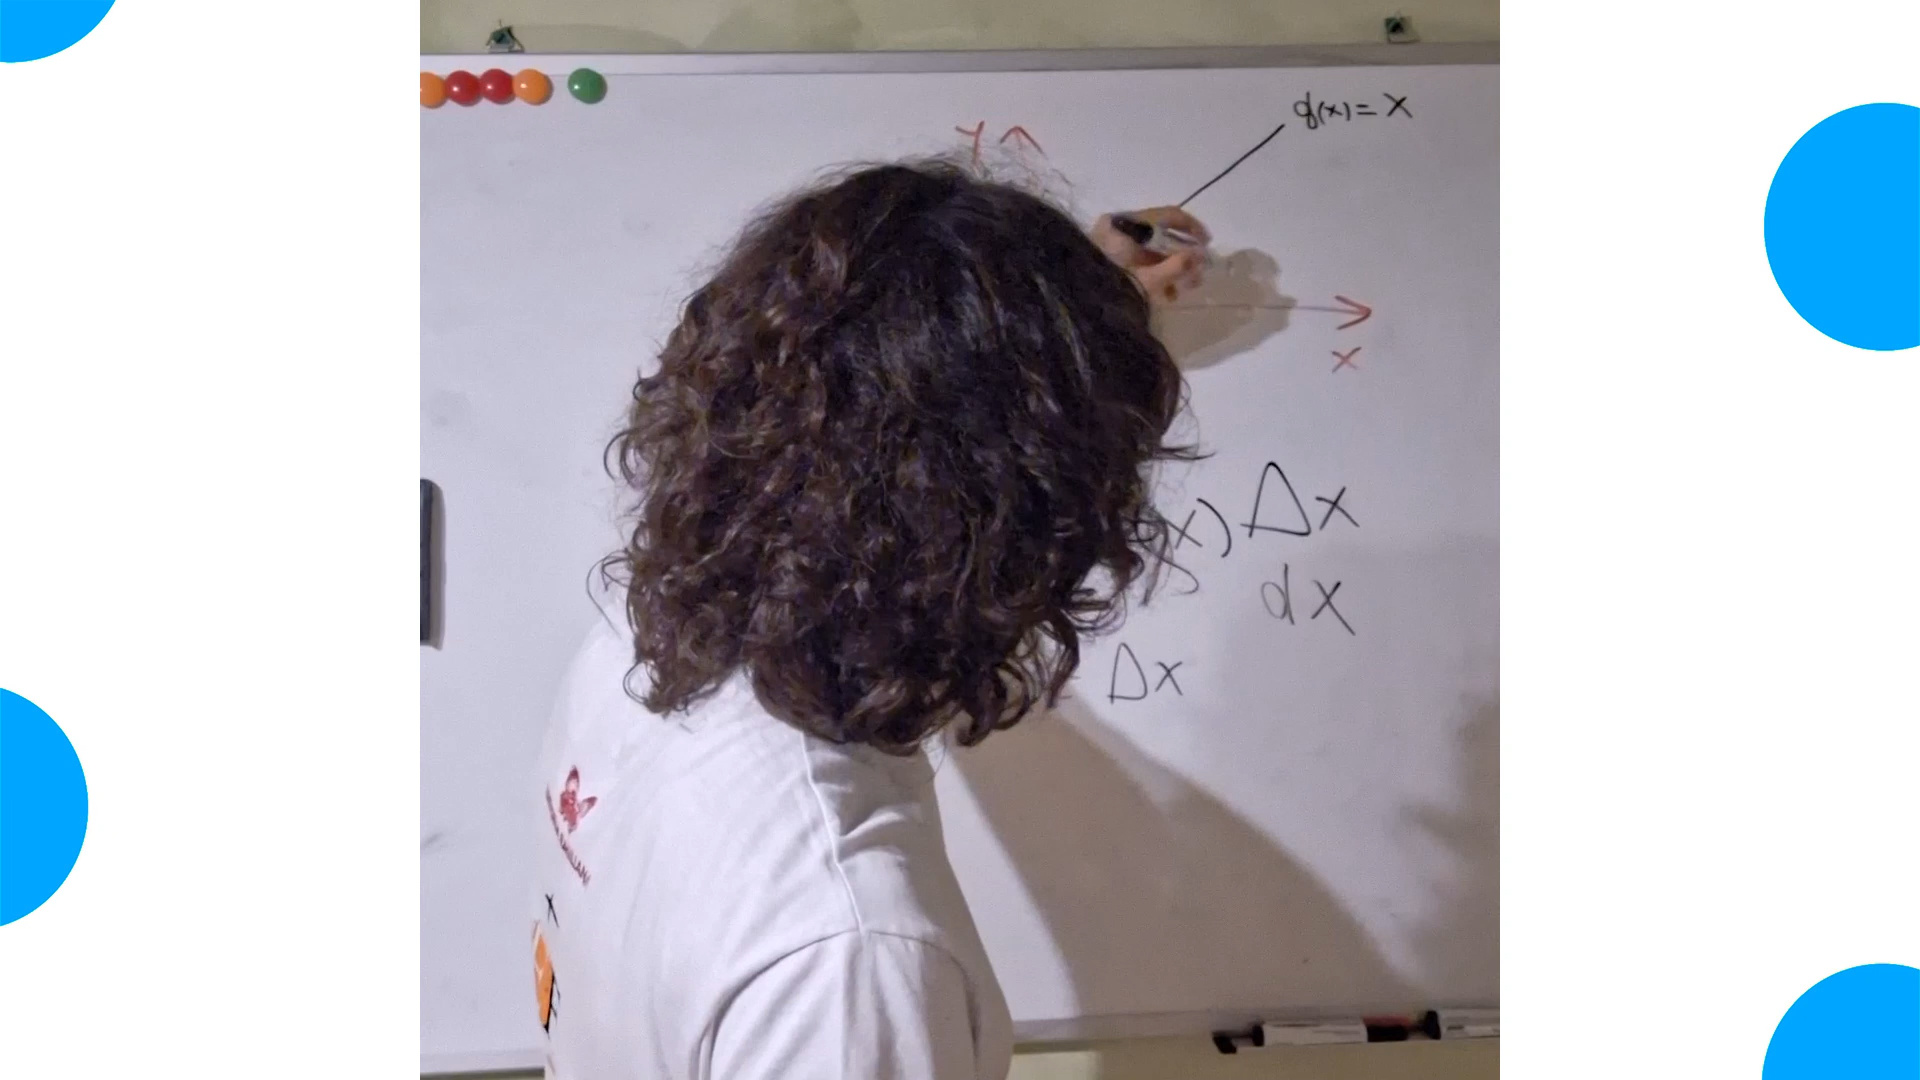 g(x) = x
Y
x
x) Δx
dx
Δx